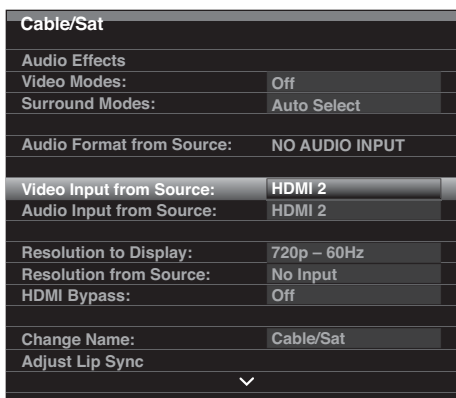 Cable/Sat
Audio Effects
Video Modes: Off
Surround Modes: Auto Select
Audio Format from Source: NO AUDIO INPUT
Video Input from Source: HDMI 2
Audio Input from Source: HDMI 2
Resolution to Display: 720p – 60Hz
Resolution from Source: No Input
HDMI Bypass: Off
Change Name: Cable/Sat
Adjust Lip Sync